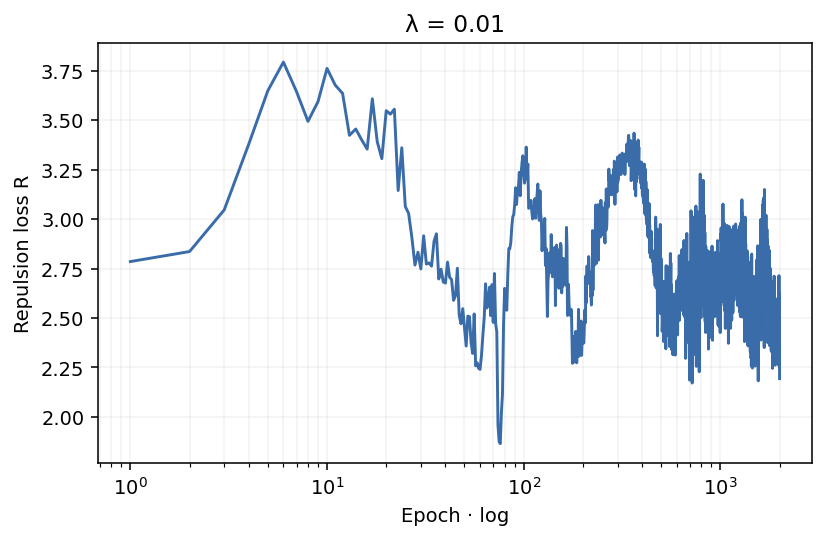 λ = 0.01
Repulsion loss R
3.75
3.50
3.25
3.00
2.75
2.50
2.25
2.00
10⁰ 10¹ 10² 10³
Epoch · log